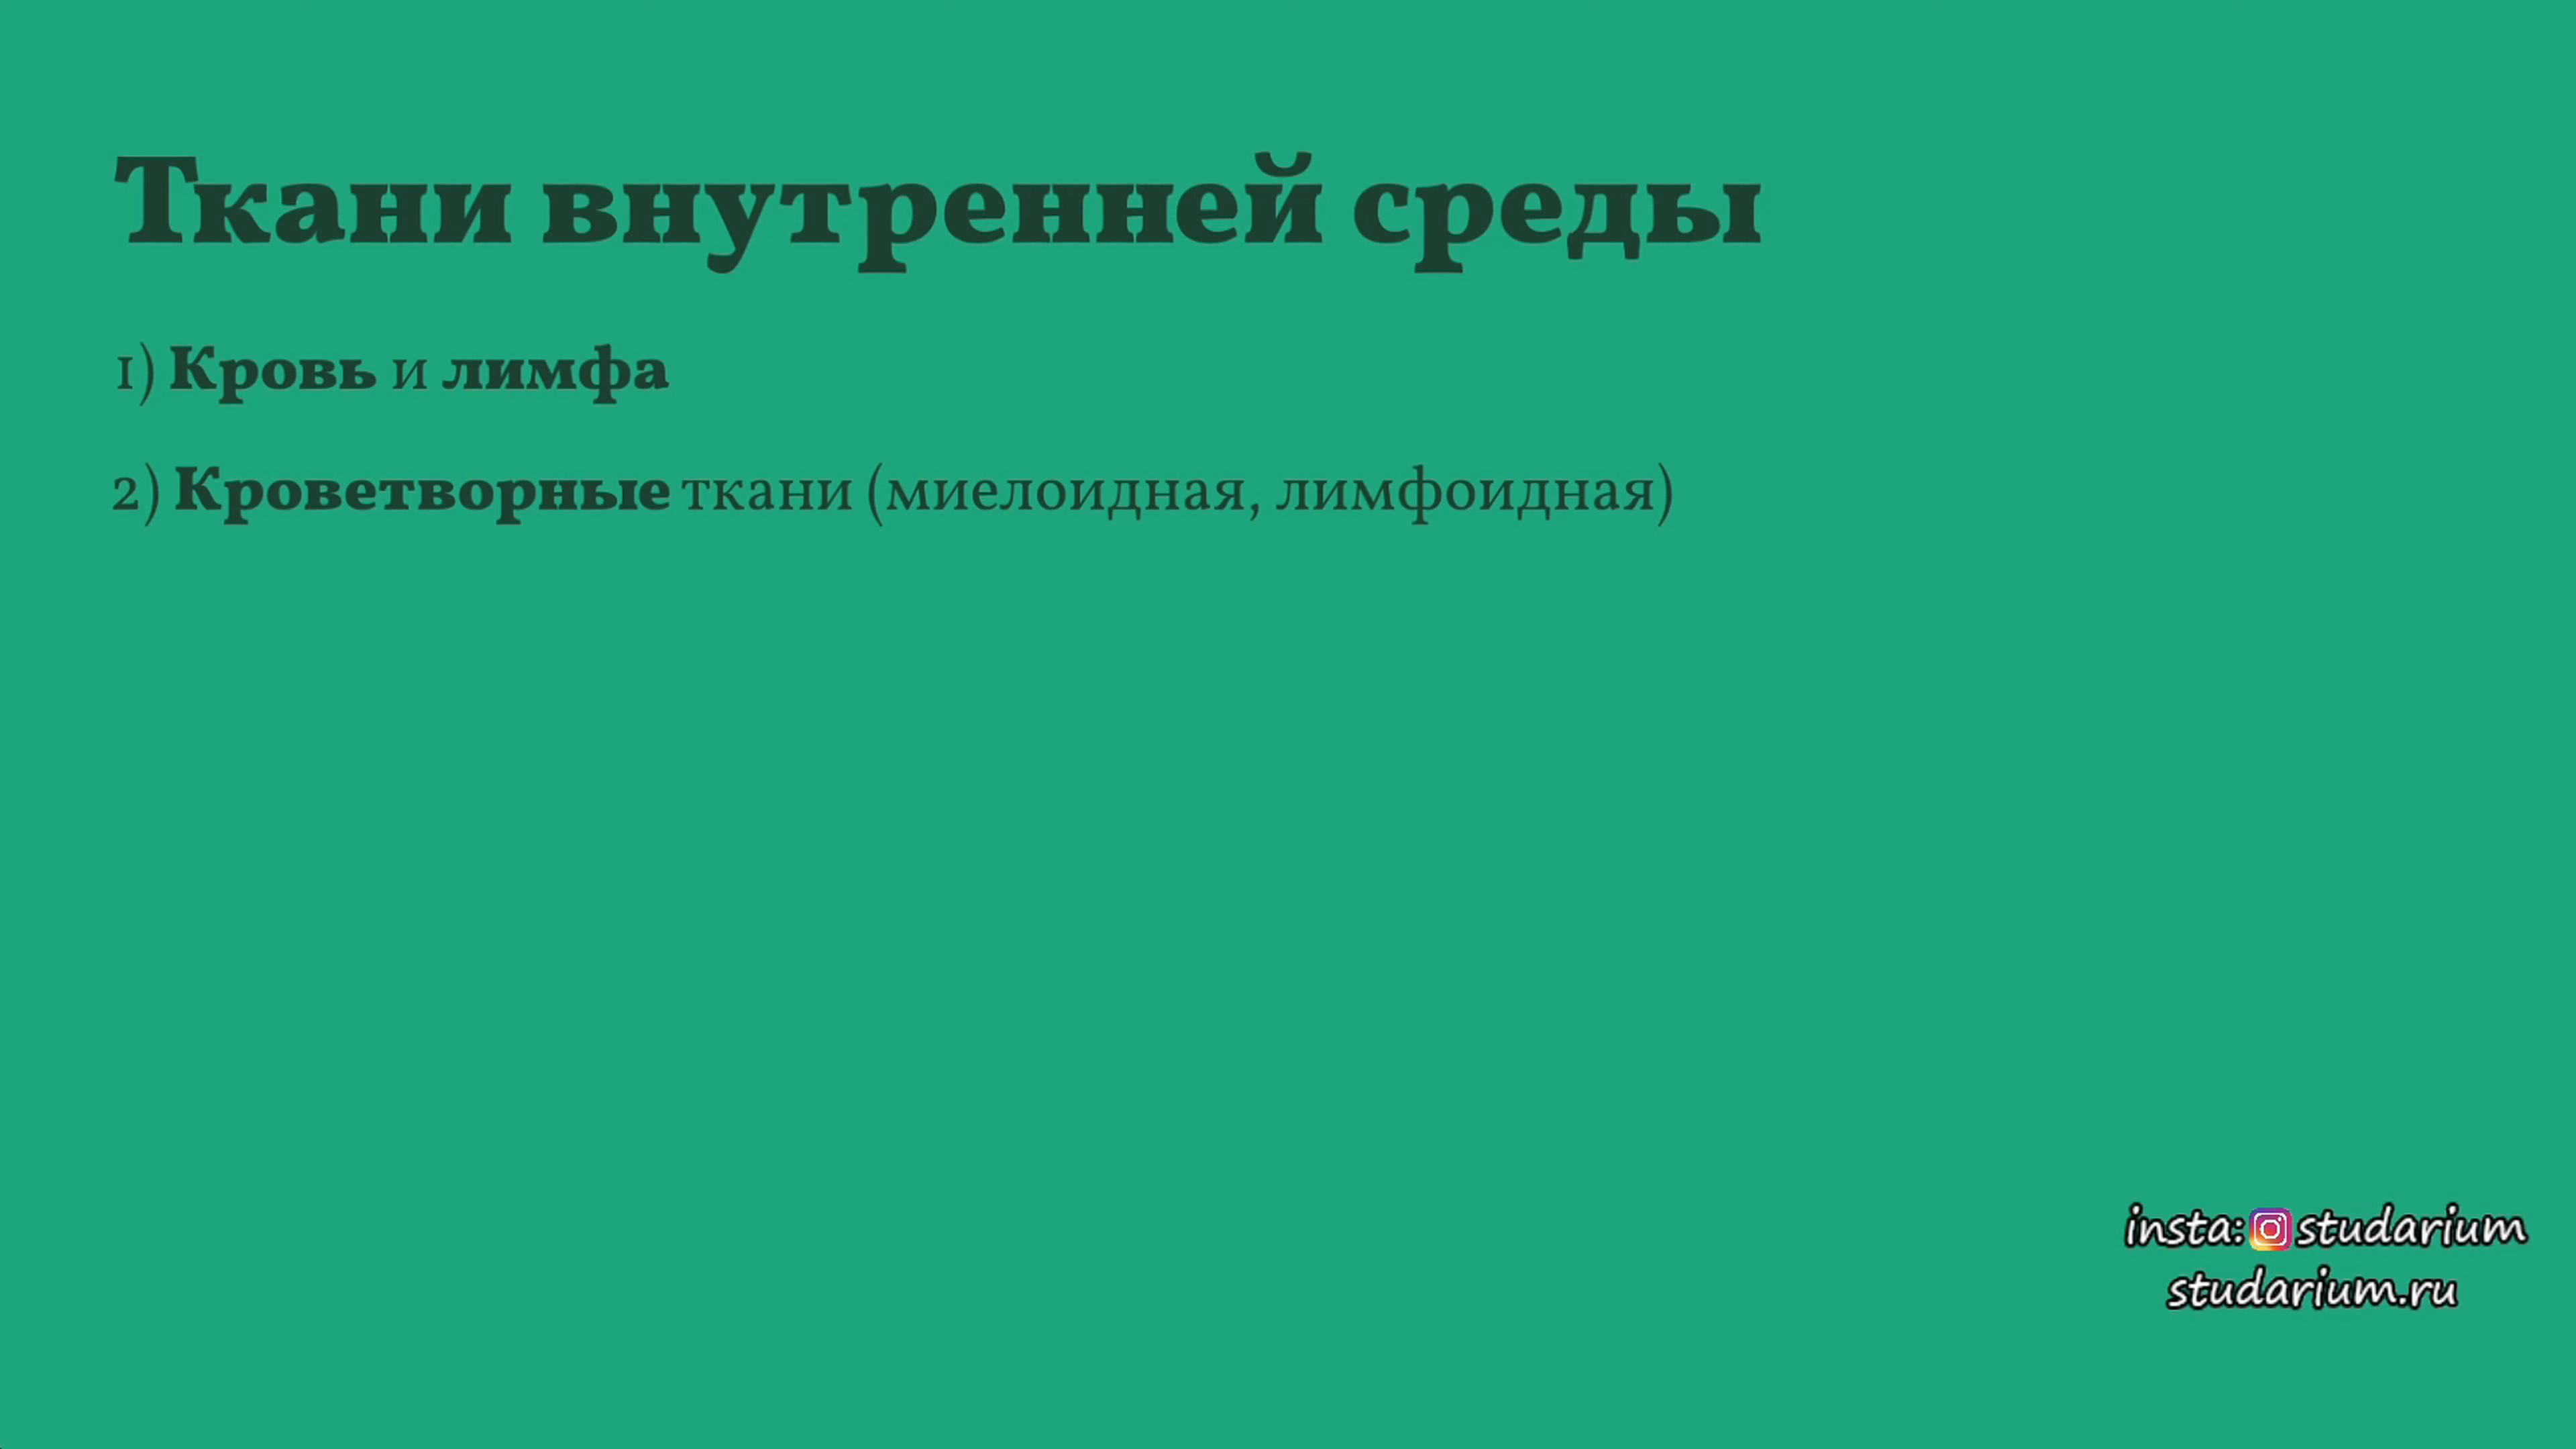 Ткани внутренней среды
1) Кровь и лимфа
2) Кроветворные ткани (миелоидная, лимфоидная)
insta: studarium
studarium.ru